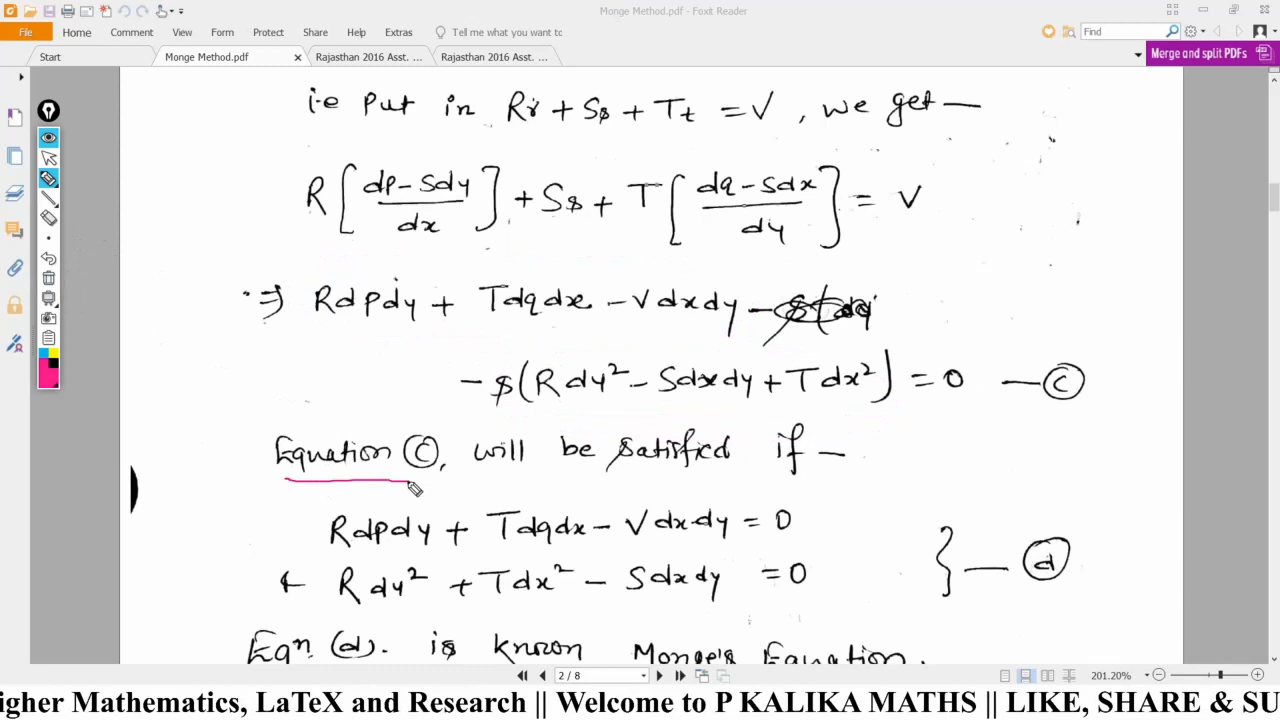 Monge Method.pdf - Foxit Reader
File Home Comment View Form Protect Share Help Extras Tell me what you want to Find
Start Monge Method.pdf Rajasthan 2016 Asst. ... Rajasthan 2016 Asst. ... Merge and split PDFs
i.e put in Rr + Ss + Tt = V, we get —
R [ dp - sdy / dx ] + Ss + T [ dq - sdx / dy ] = V
⇒ Rdpdy + Tdqdx - Vdxdy
- s(Rdy² - Sdxdy + Tdx²) = 0 — (c)
Equation (c), will be satisfied if —
Rdpdy + Tdqdx - Vdxdy = 0
& Rdy² + Tdx² - Sdxdy = 0 } — (d)
Eqn (d). is known Monge's Equation.
2 / 8 201.20%
igher Mathematics, LaTeX and Research || Welcome to P KALIKA MATHS || LIKE, SHARE & SU